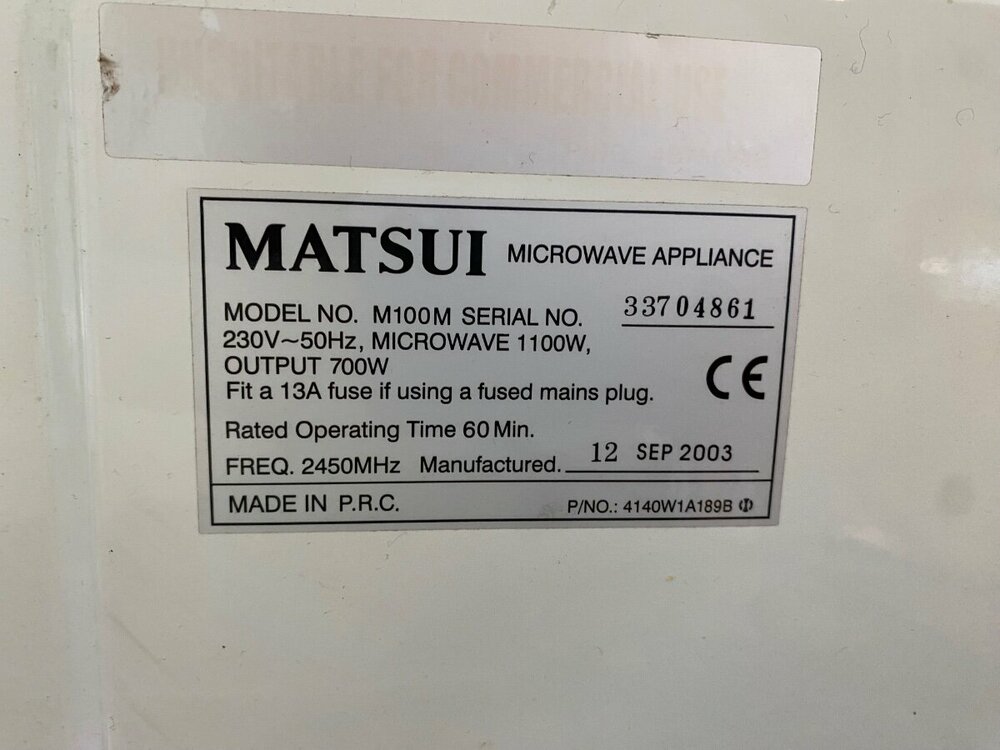 MATSUI MICROWAVE APPLIANCE
MODEL NO. M100M SERIAL NO. 33704861
230V~50Hz, MICROWAVE 1100W,
OUTPUT 700W
CE
Fit a 13A fuse if using a fused mains plug.
Rated Operating Time 60 Min.
FREQ. 2450MHz Manufactured. 12 SEP 2003
MADE IN P.R.C. P/NO.: 4140W1A189B